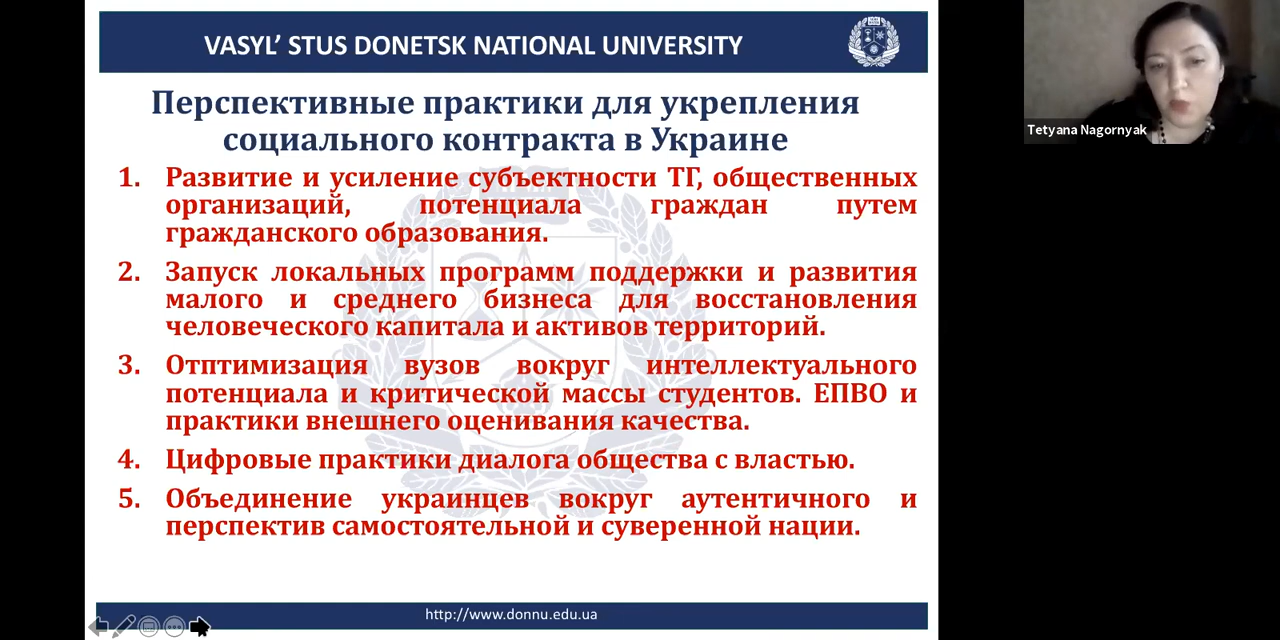 VASYL’ STUS DONETSK NATIONAL UNIVERSITY
Перспективные практики для укрепления
социального контракта в Украине
1. Развитие и усиление субъектности ТГ, общественных
организаций, потенциала граждан путем
гражданского образования.
2. Запуск локальных программ поддержки и развития
малого и среднего бизнеса для восстановления
человеческого капитала и активов территорий.
3. Отптимизация вузов вокруг интеллектуального
потенциала и критической массы студентов. ЕПВО и
практики внешнего оценивания качества.
4. Цифровые практики диалога общества с властью.
5. Объединение украинцев вокруг аутентичного и
перспектив самостоятельной и суверенной нации.
http://www.donnu.edu.ua
Tetyana Nagornyak